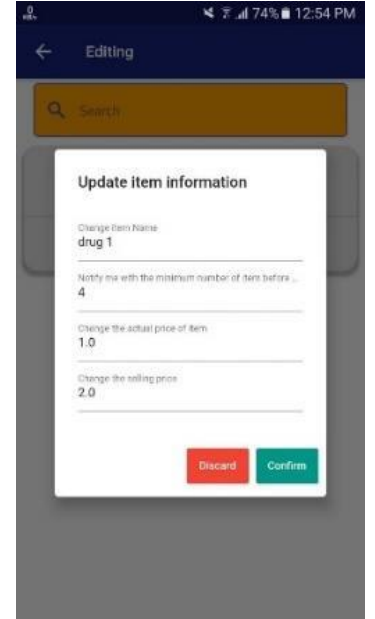 0
KB/s 74% 12:54 PM
Editing
Search
Update item information
Change Item Name
drug 1
Notify me with the minimum number of item before ...
4
Change the actual price of item
1.0
Change the selling price
2.0
Discard Confirm